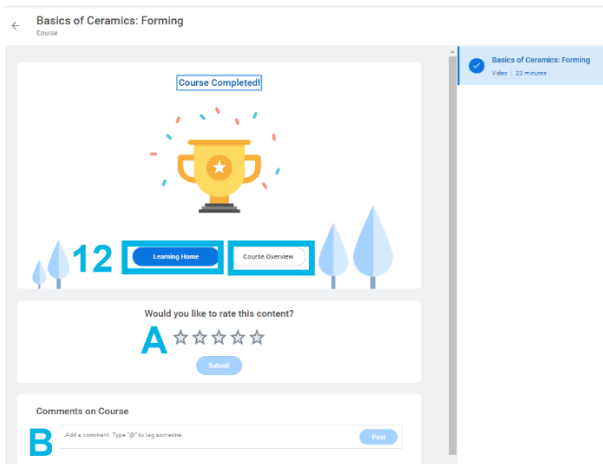 Basics of Ceramics: Forming
Course
Course Completed!
12
Learning Home
Course Overview
Would you like to rate this content?
A
Submit
Comments on Course
B
Add a comment. Type "@" to tag someone.
Post
Basics of Ceramics: Forming
Video | 23 minutes